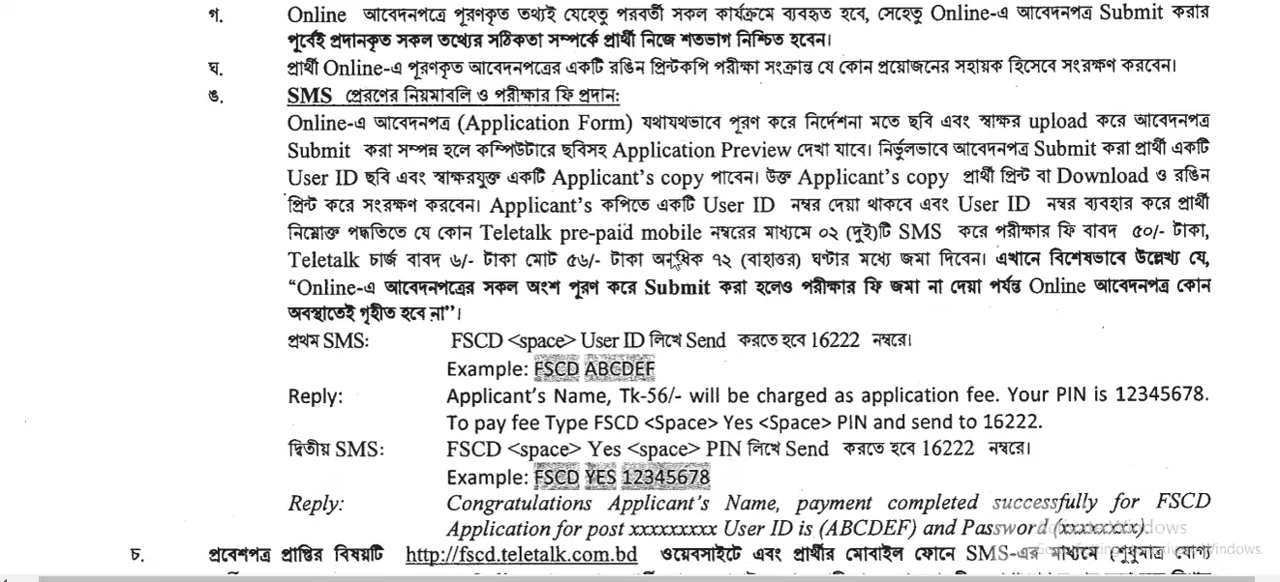 গ. Online আবেদনপত্রে পূরণকৃত তথ্যই যেহেতু পরবর্তী সকল কার্যক্রমে ব্যবহৃত হবে, সেহেতু Online-এ আবেদনপত্র Submit করার
পূর্বেই প্রদানকৃত সকল তথ্যের সঠিকতা সম্পর্কে প্রার্থী নিজে শতভাগ নিশ্চিত হবেন।
ঘ. প্রার্থী Online-এ পূরণকৃত আবেদনপত্রের একটি রঙিন প্রিন্টকপি পরীক্ষা সংক্রান্ত যে কোন প্রয়োজনের সহায়ক হিসেবে সংরক্ষণ করবেন।
ঙ. SMS প্রেরণের নিয়মাবলি ও পরীক্ষার ফি প্রদান:
Online-এ আবেদনপত্র (Application Form) যথাযথভাবে পূরণ করে নির্দেশনা মতে ছবি এবং স্বাক্ষর upload করে আবেদনপত্র
Submit করা সম্পন্ন হলে কম্পিউটারে ছবিসহ Application Preview দেখা যাবে। নির্ভুলভাবে আবেদনপত্র Submit করা প্রার্থী একটি
User ID ছবি এবং স্বাক্ষরযুক্ত একটি Applicant's copy পাবেন। উক্ত Applicant's copy প্রার্থী প্রিন্ট বা Download ও রঙিন
প্রিন্ট করে সংরক্ষণ করবেন। Applicant's কপিতে একটি User ID নম্বর দেয়া থাকবে এবং User ID নম্বর ব্যবহার করে প্রার্থী
নিম্নোক্ত পদ্ধতিতে যে কোন Teletalk pre-paid mobile নম্বরের মাধ্যমে ০২ (দুই)টি SMS করে পরীক্ষার ফি বাবদ ৫০/- টাকা,
Teletalk চার্জ বাবদ ৬/- টাকা মোট ৫৬/- টাকা অনুধিক ৭২ (বাহাত্তর) ঘণ্টার মধ্যে জমা দিবেন। এখানে বিশেষভাবে উল্লেখ্য যে,
“Online-এ আবেদনপত্রের সকল অংশ পূরণ করে Submit করা হলেও পরীক্ষার ফি জমা না দেয়া পর্যন্ত Online আবেদনপত্র কোন
অবস্থাতেই গৃহীত হবে না”।
প্রথম SMS: FSCD <space> User ID লিখে Send করতে হবে 16222 নম্বরে।
Example: FSCD ABCDEF
Reply: Applicant's Name, Tk-56/- will be charged as application fee. Your PIN is 12345678.
To pay fee Type FSCD <Space> Yes <Space> PIN and send to 16222.
দ্বিতীয় SMS: FSCD <space> Yes <space> PIN লিখে Send করতে হবে 16222 নম্বরে।
Example: FSCD YES 12345678
Reply: Congratulations Applicant's Name, payment completed successfully for FSCD
Application for post xxxxxxxxx User ID is (ABCDEF) and Password (xxxxxxxx).
চ. প্রবেশপত্র প্রাপ্তির বিষয়টি http://fscd.teletalk.com.bd ওয়েবসাইটে এবং প্রার্থীর মোবাইল ফোনে SMS-এর মাধ্যমে (শুধুমাত্র যোগ্য